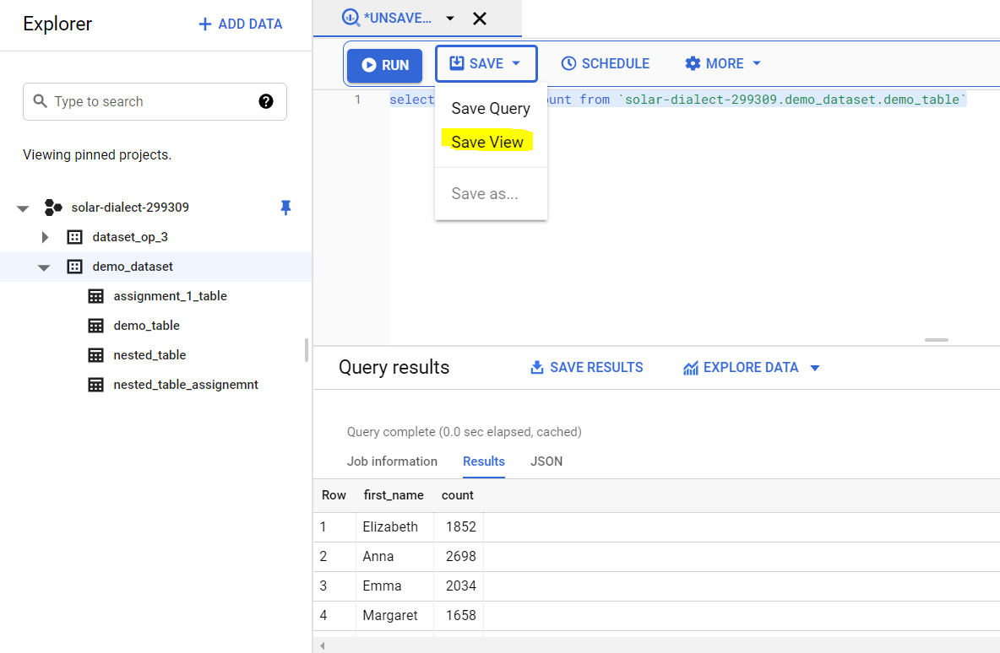 Explorer
ADD DATA
Type to search
Viewing pinned projects.
solar-dialect-299309
dataset_op_3
demo_dataset
assignment_1_table
demo_table
nested_table
nested_table_assignemnt
*UNSAVE...
RUN
SAVE
SCHEDULE
MORE
1 select ount from `solar-dialect-299309.demo_dataset.demo_table`
Save Query
Save View
Save as...
Query results
SAVE RESULTS
EXPLORE DATA
Query complete (0.0 sec elapsed, cached)
Job information Results JSON
Row first_name count
1 Elizabeth 1852
2 Anna 2698
3 Emma 2034
4 Margaret 1658